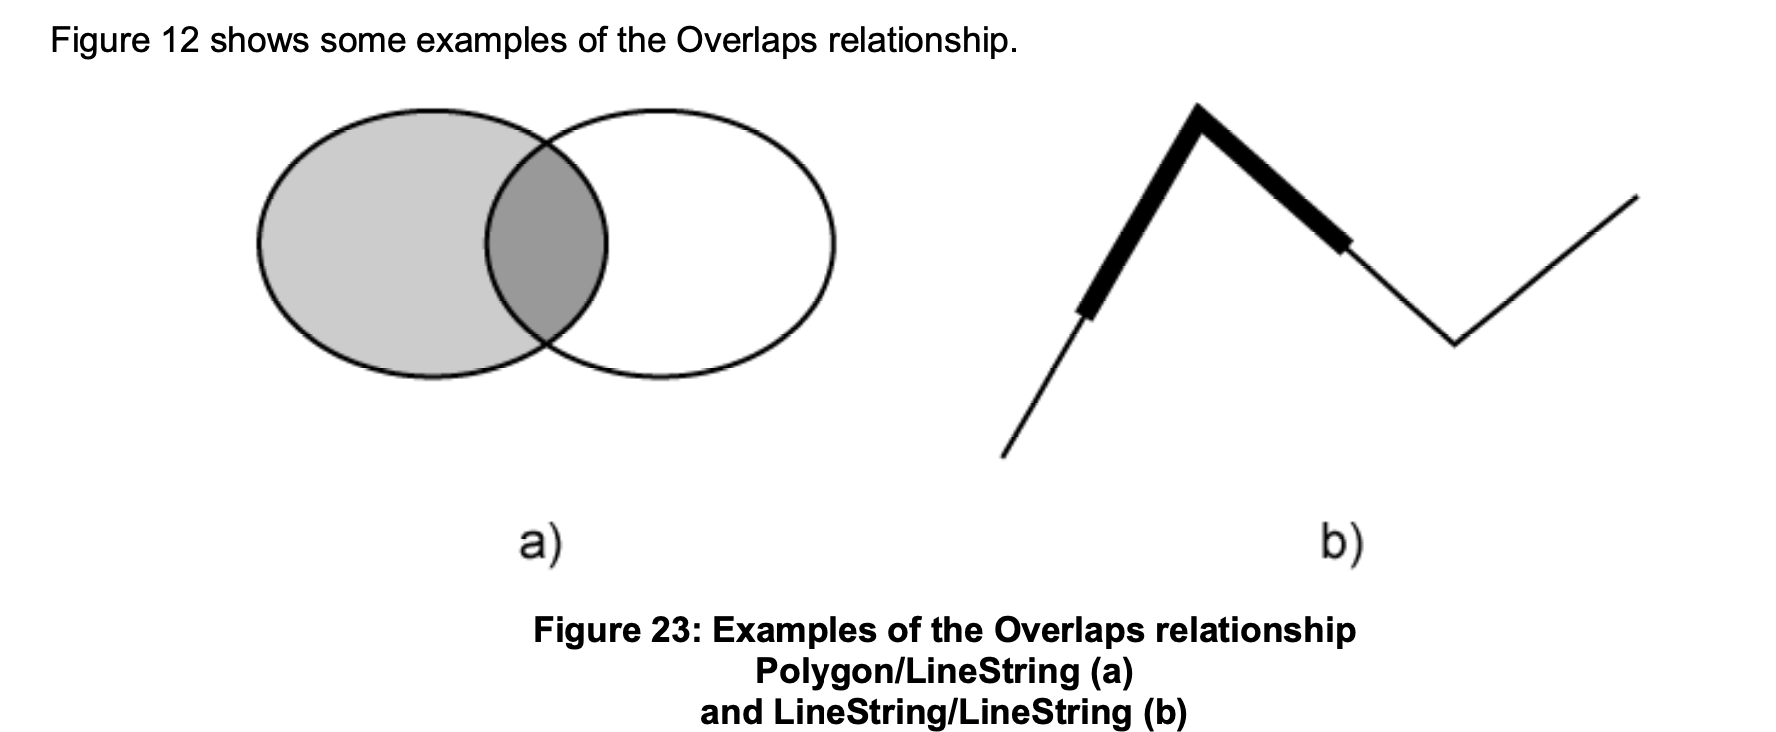 Figure 12 shows some examples of the Overlaps relationship.
a)
b)
Figure 23: Examples of the Overlaps relationship
Polygon/LineString (a)
and LineString/LineString (b)